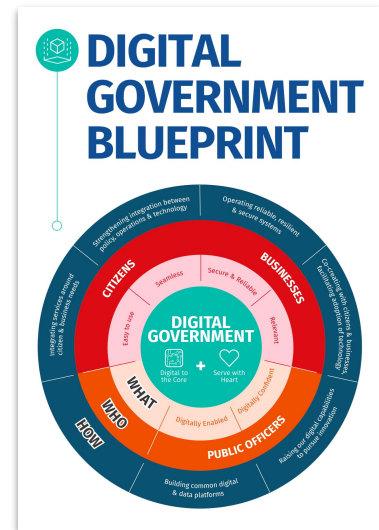 DIGITAL
GOVERNMENT
BLUEPRINT
Strengthening integration between
policy, operations & technology
Operating reliable, resilient
& secure systems
Co-creating with citizens & businesses,
facilitating adoption of technology
Raising our digital capabilities
to pursue innovation
Building common digital
& data platforms
Integrating services around
citizen & business needs
HOW
CITIZENS
BUSINESSES
PUBLIC OFFICERS
WHO
Easy to use
Seamless
Secure & Reliable
Relevant
Digitally Confident
Digitally Enabled
WHAT
DIGITAL
GOVERNMENT
Digital to
the Core
+
Serve with
Heart